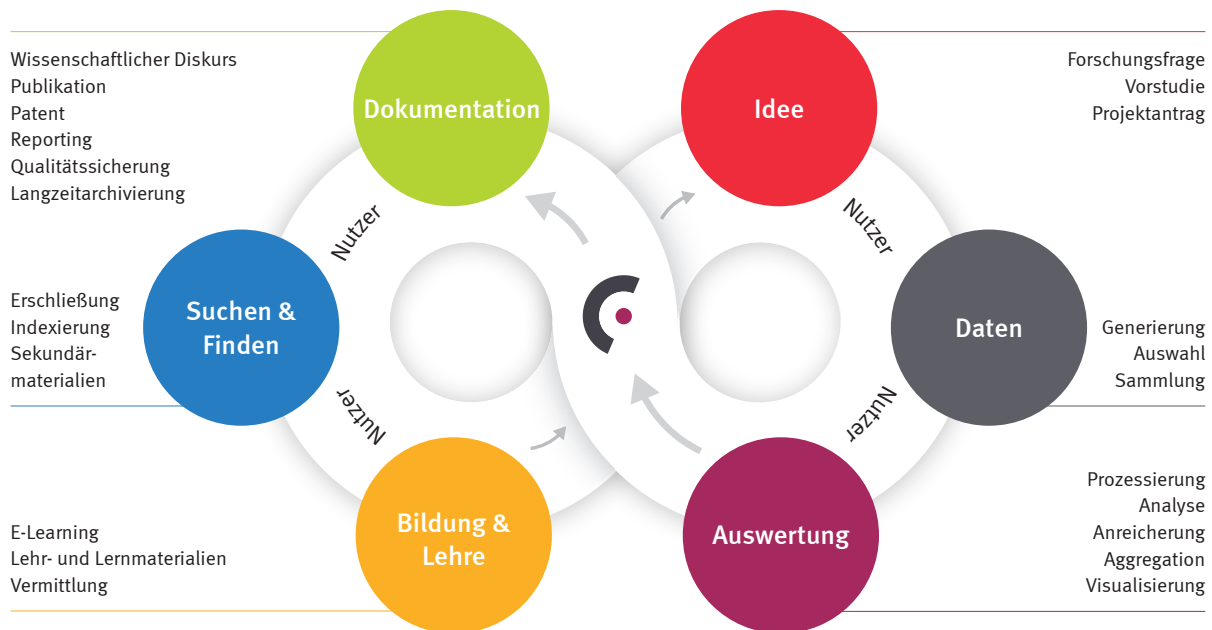 Wissenschaftlicher Diskurs
Publikation
Patent
Reporting
Qualitätssicherung
Langzeitarchivierung
Dokumentation
Idee
Forschungsfrage
Vorstudie
Projektantrag
Nutzer
Nutzer
Erschließung
Indexierung
Sekundär-
materialien
Suchen &
Finden
Daten
Generierung
Auswahl
Sammlung
Nutzer
Nutzer
E-Learning
Lehr- und Lernmaterialien
Vermittlung
Bildung &
Lehre
Auswertung
Prozessierung
Analyse
Anreicherung
Aggregation
Visualisierung